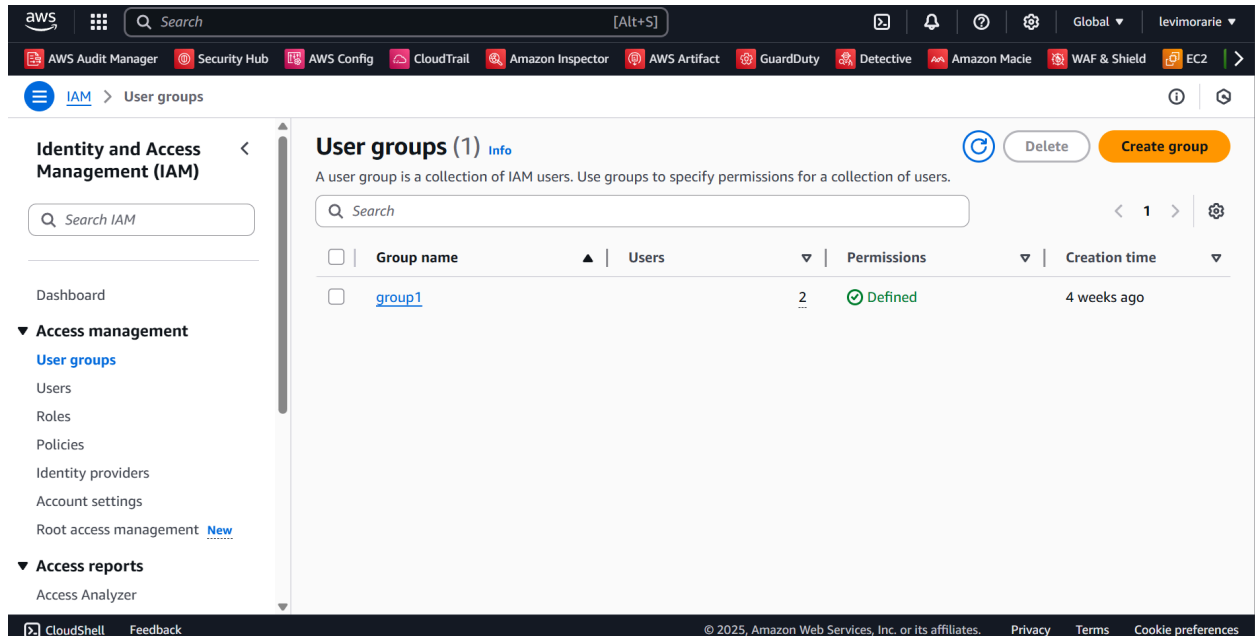 aws
Search [Alt+S] Global levimorarie
AWS Audit Manager Security Hub AWS Config CloudTrail Amazon Inspector AWS Artifact GuardDuty Detective Amazon Macie WAF & Shield EC2
IAM > User groups
Identity and Access
Management (IAM)
Search IAM
Dashboard
Access management
User groups
Users
Roles
Policies
Identity providers
Account settings
Root access management New
Access reports
Access Analyzer
User groups (1) Info
Delete Create group
A user group is a collection of IAM users. Use groups to specify permissions for a collection of users.
Search
1
Group name Users Permissions Creation time
group1 2 Defined 4 weeks ago
CloudShell Feedback © 2025, Amazon Web Services, Inc. or its affiliates. Privacy Terms Cookie preferences